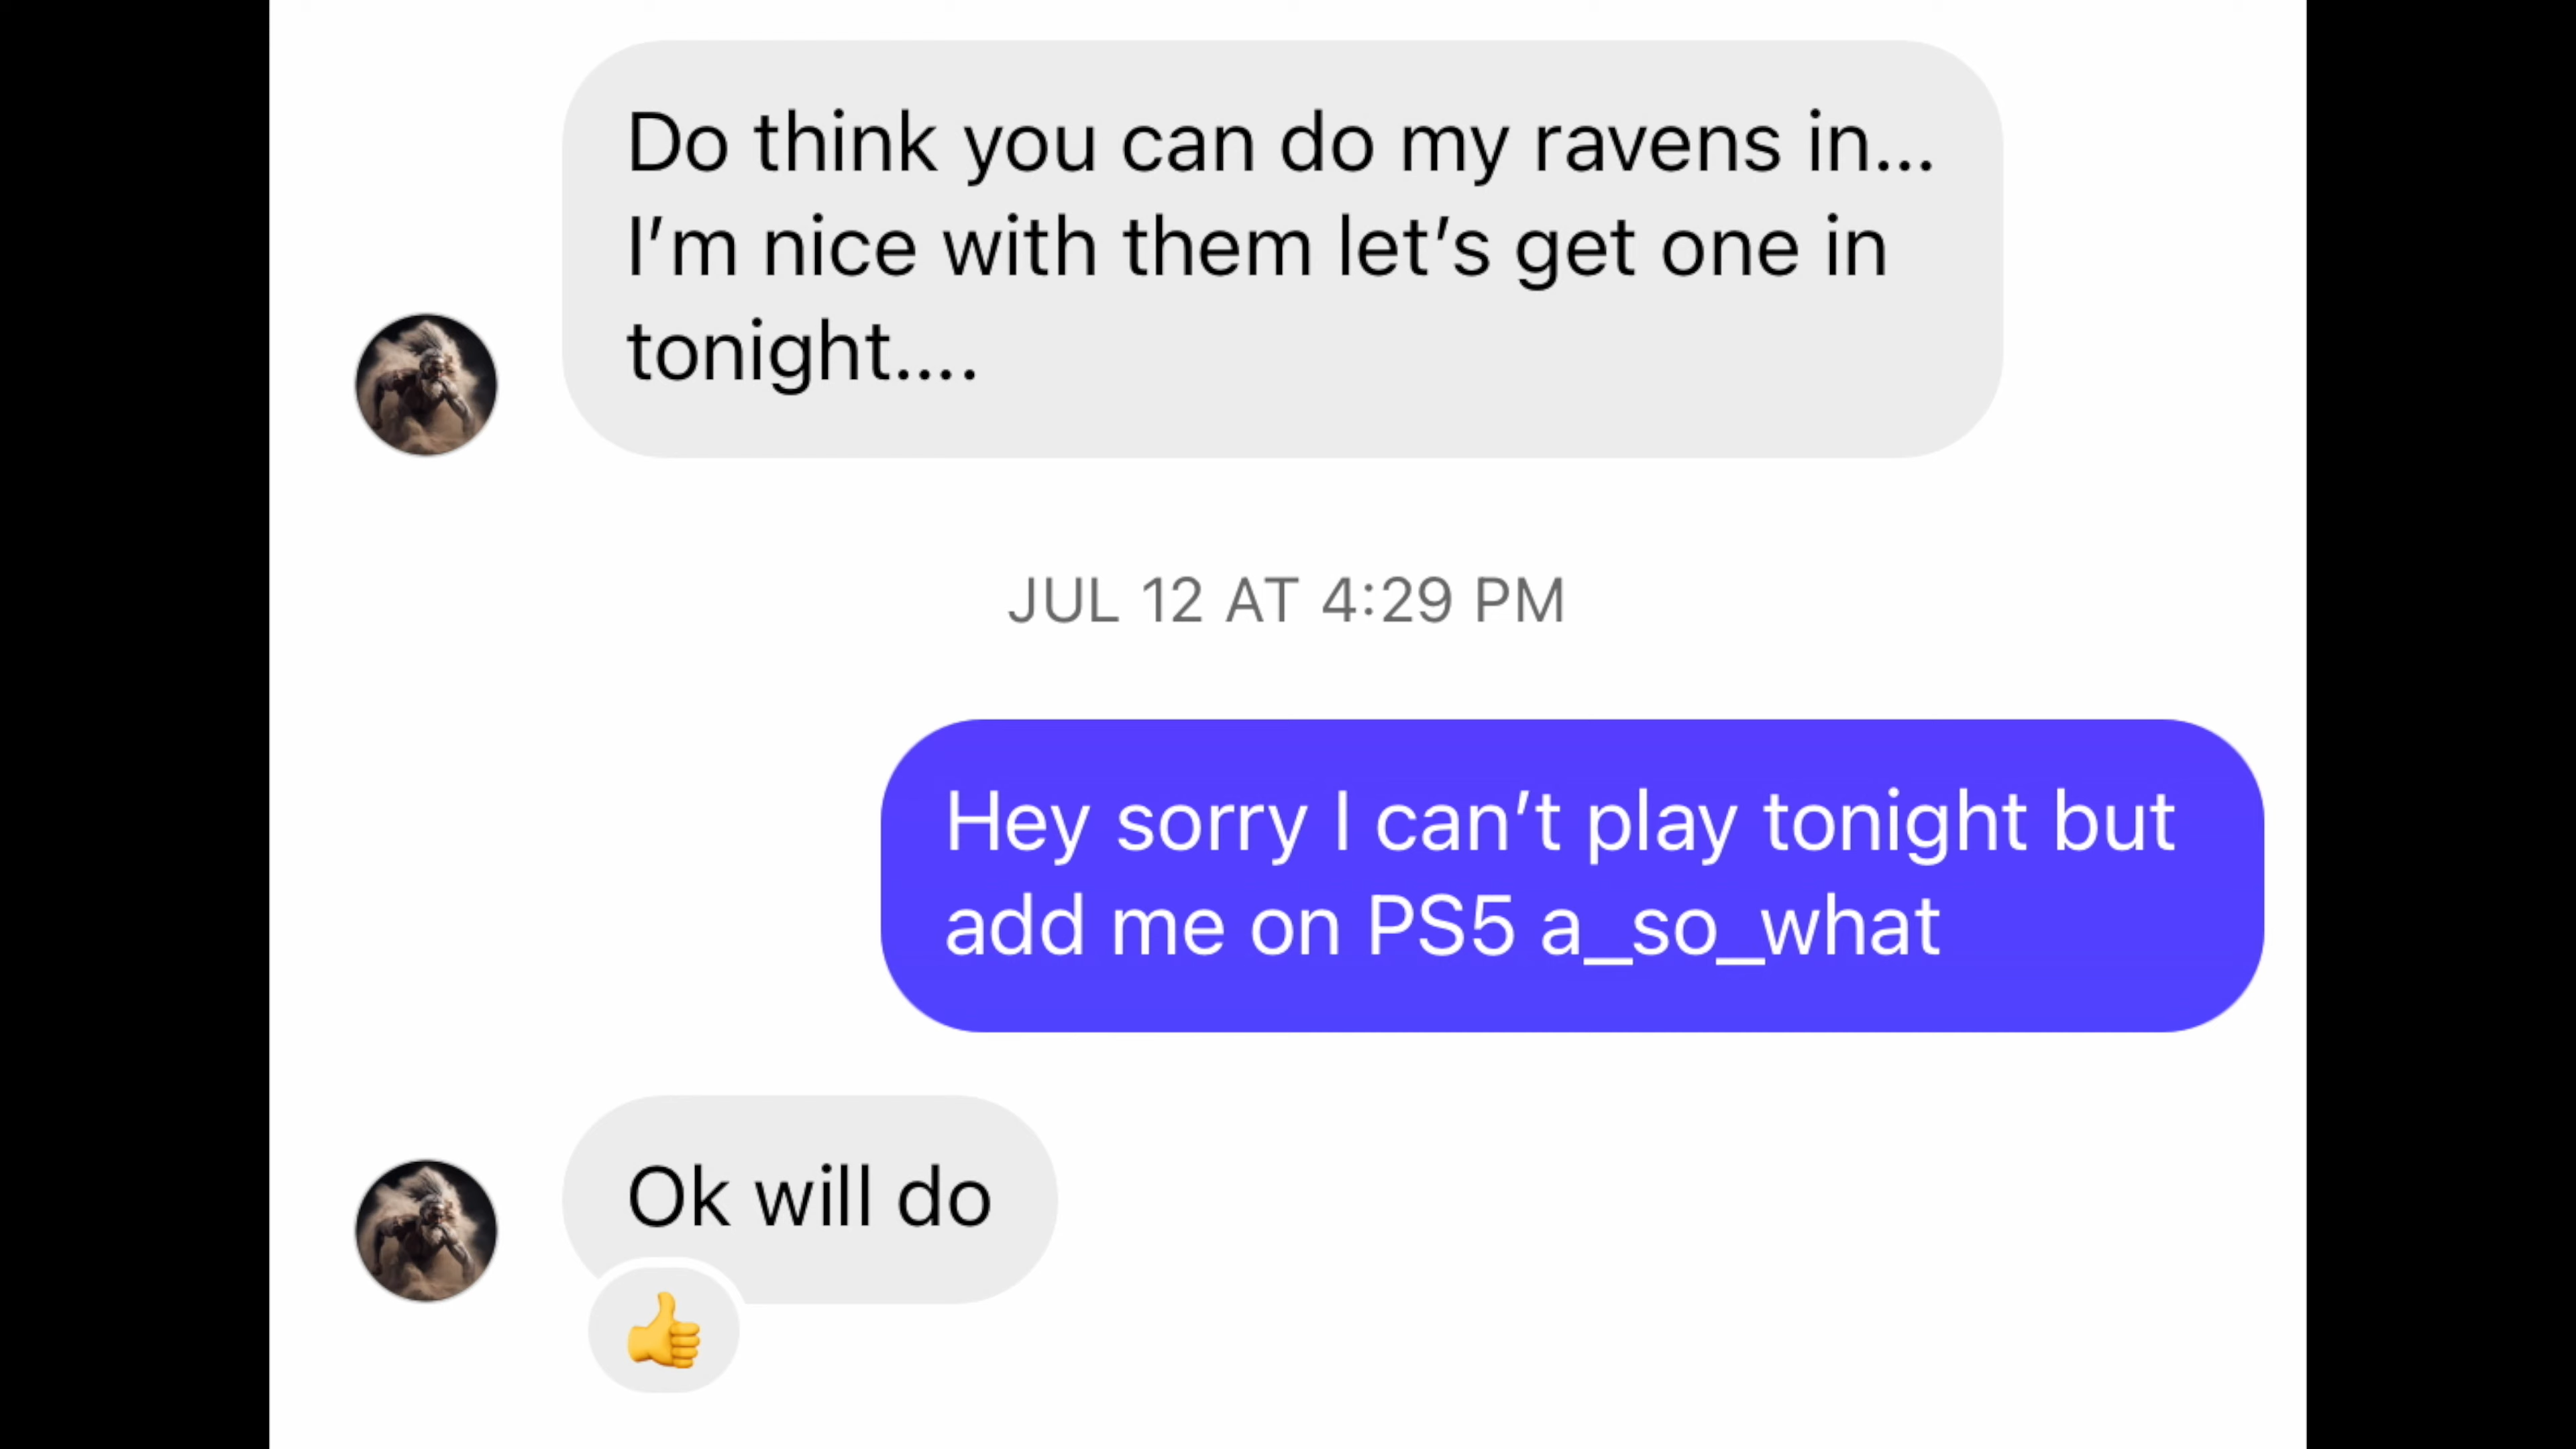 Do think you can do my ravens in...
I'm nice with them let's get one in
tonight....
JUL 12 AT 4:29 PM
Hey sorry I can't play tonight but
add me on PS5 a_so_what
Ok will do
👍